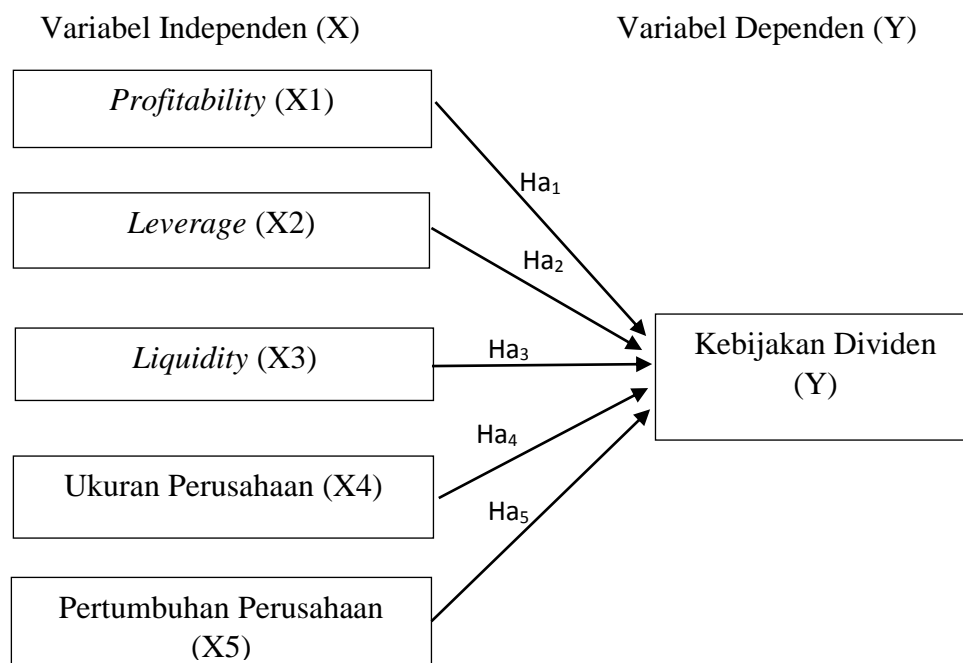 Variabel Independen (X)
Variabel Dependen (Y)
Profitability (X1)
Ha₁
Leverage (X2)
Ha₂
Liquidity (X3)
Ha₃
Kebijakan Dividen
(Y)
Ukuran Perusahaan (X4)
Ha₄
Ha₅
Pertumbuhan Perusahaan
(X5)